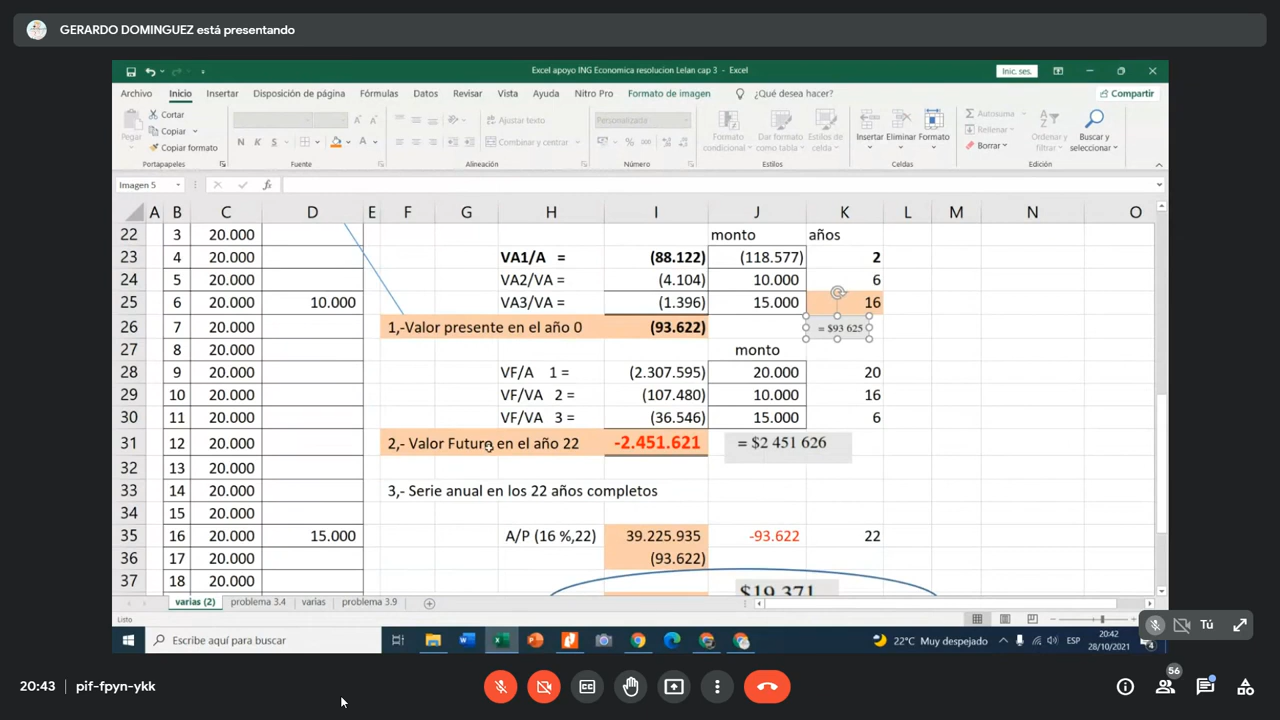 GERARDO DOMINGUEZ está presentando
Excel apoyo ING Economica resolucion Lelan cap 3 - Excel
Inic. ses.
Archivo Inicio Insertar Disposición de página Fórmulas Datos Revisar Vista Ayuda Nitro Pro Formato de imagen ¿Qué desea hacer? Compartir
Pegar
Cortar
Copiar
Copiar formato
N K S
Ajustar texto
Combinar y centrar
Personalizada
Formato condicional
Dar formato como tabla
Estilos de celda
Insertar Eliminar Formato
Autosuma
Rellenar
Borrar
Ordenar y filtrar
Buscar y seleccionar
Portapapeles Fuente Alineación Número Estilos Celdas Edición
Imagen 5 fx
A B C D E F G H I J K L M N O
22 3 20.000 monto años
23 4 20.000 VA1/A = (88.122) (118.577) 2
24 5 20.000 VA2/VA = (4.104) 10.000 6
25 6 20.000 10.000 VA3/VA = (1.396) 15.000 16
26 7 20.000 1,-Valor presente en el año 0 (93.622) = $93 625
27 8 20.000 monto
28 9 20.000 VF/A 1 = (2.307.595) 20.000 20
29 10 20.000 VF/VA 2 = (107.480) 10.000 16
30 11 20.000 VF/VA 3 = (36.546) 15.000 6
31 12 20.000 2,- Valor Futuro en el año 22 -2.451.621 = $2 451 626
32 13 20.000
33 14 20.000 3,- Serie anual en los 22 años completos
34 15 20.000
35 16 20.000 15.000 A/P (16 %,22) 39.225.935 -93.622 22
36 17 20.000 (93.622)
37 18 20.000 $19 371
varias (2) problema 3.4 varias problema 3.9
Listo
Escribe aquí para buscar
22°C Muy despejado
ESP
20:42
28/10/2021
4
Tú
20:43 | pif-fpyn-ykk
56